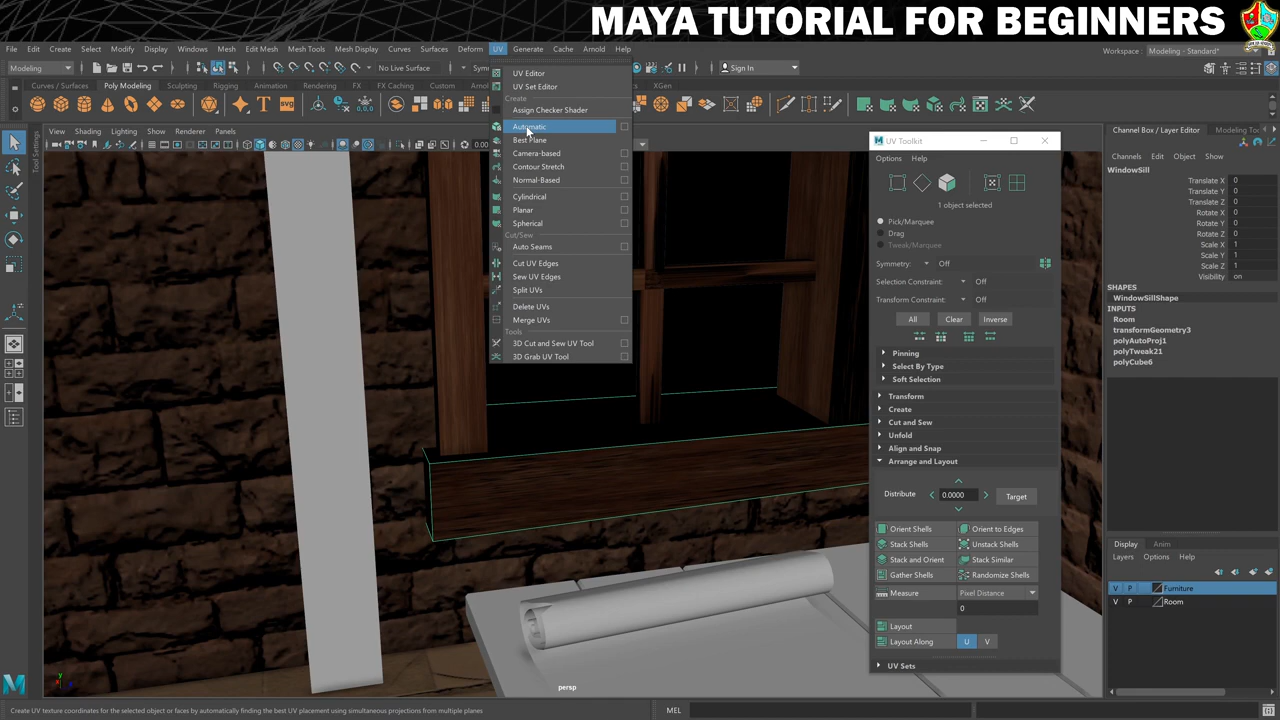 MAYA TUTORIAL FOR BEGINNERS
File Edit Create Select Modify Display Windows Mesh Edit Mesh Mesh Tools Mesh Display Curves Surfaces Deform UV Generate Cache Arnold Help
Workspace: Modeling - Standard*
Modeling
No Live Surface
Sign In
Curves / Surfaces Poly Modeling Sculpting Rigging
FX FX Caching Custom Arnold
XGen
View Shading Lighting Show Renderer Panels
Tool Settings
UV Editor
UV Set Editor
Create
Assign Checker Shader
Automatic
Best Plane
Camera-based
Contour Stretch
Normal-Based
Cylindrical
Planar
Spherical
Cut/Sew
Auto Seams
Cut UV Edges
Sew UV Edges
Split UVs
Delete UVs
Merge UVs
Tools
3D Cut and Sew UV Tool
3D Grab UV Tool
UV Toolkit
Options Help
1 object selected
Pick/Marquee
Drag
Tweak/Marquee
Symmetry: Off
Selection Constraint: Off
Transform Constraint: Off
All Clear Inverse
Pinning
Select By Type
Soft Selection
Transform
Create
Cut and Sew
Unfold
Align and Snap
Arrange and Layout
Distribute 0.0000 Target
Orient Shells Orient to Edges
Stack Shells Unstack Shells
Stack and Orient Stack Similar
Gather Shells Randomize Shells
Measure Pixel Distance
0
Layout
Layout Along U V
UV Sets
Channel Box / Layer Editor
Channels Edit Object Show
WindowSill
Translate X 0
Translate Y 0
Translate Z 0
Rotate X 0
Rotate Y 0
Rotate Z 0
Scale X 1
Scale Y 1
Scale Z 1
Visibility on
SHAPES
WindowSillShape
INPUTS
Room
transformGeometry3
polyAutoProj1
polyTweak21
polyCube6
Display Anim
Layers Options Help
V P Furniture
V P Room
persp
Create UV texture coordinates for the selected object or faces by automatically finding the best UV placement using simultaneous projections from multiple planes
MEL